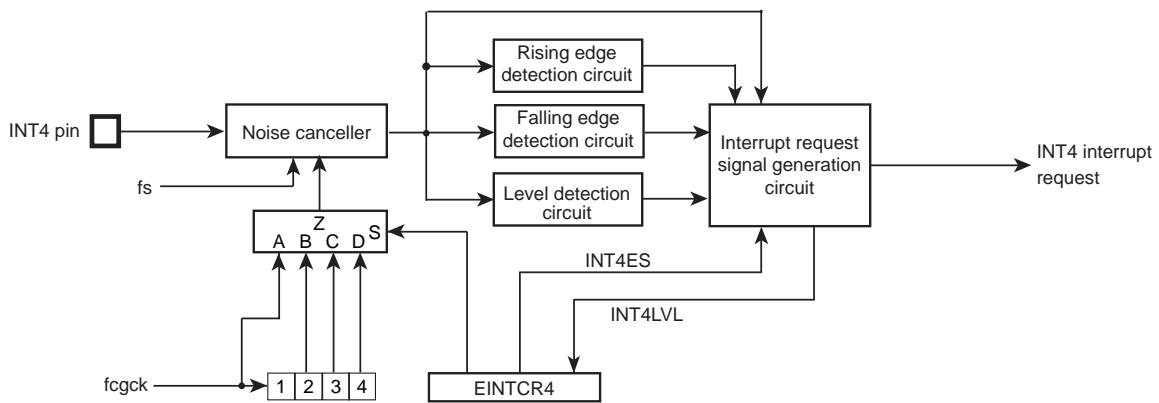 Rising edge
detection circuit
INT4 pin
Noise canceller
Falling edge
detection circuit
Interrupt request
signal generation
circuit
INT4 interrupt
request
fs
Level detection
circuit
Z
S
A B C D
INT4ES
INT4LVL
fcgck
1 2 3 4
EINTCR4